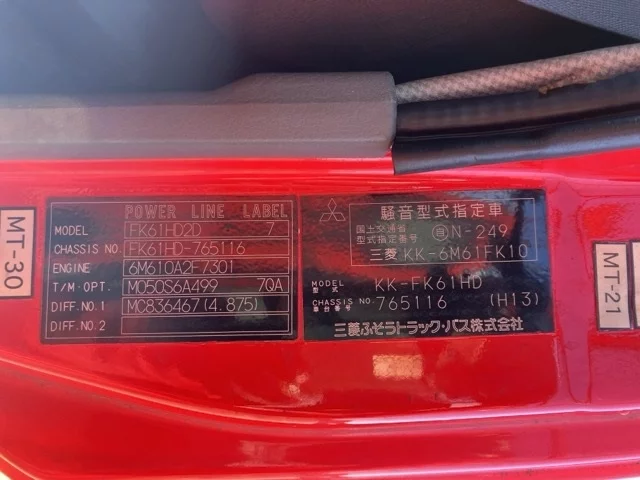 MT-30
POWER LINE LABEL
MODEL FK61HD2D 7
CHASSIS NO. FK61HD-765116
ENGINE 6M610A2F7301
T/M・OPT. M050S6A499 7QA
DIFF.NO.1 MC836467(4.875)
DIFF.NO.2
騒音型式指定車
国土交通省
型式指定番号 自N-249
三菱 KK-6M61FK10
MODEL
型式 KK-FK61HD
CHASSIS NO.
車台番号 765116 (H13)
三菱ふそうトラック・バス株式会社
MT-21